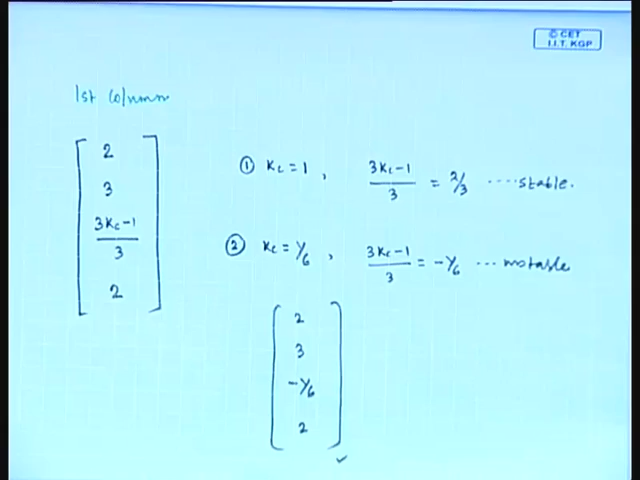 © CET
I.I.T. KGP
1st column
2
3
3Kc-1
3
2
① Kc = 1 , 3Kc-1 / 3 = 2/3 ....stable.
② Kc = 1/6 , 3Kc-1 / 3 = -1/6 ...unstable
2
3
-1/6
2